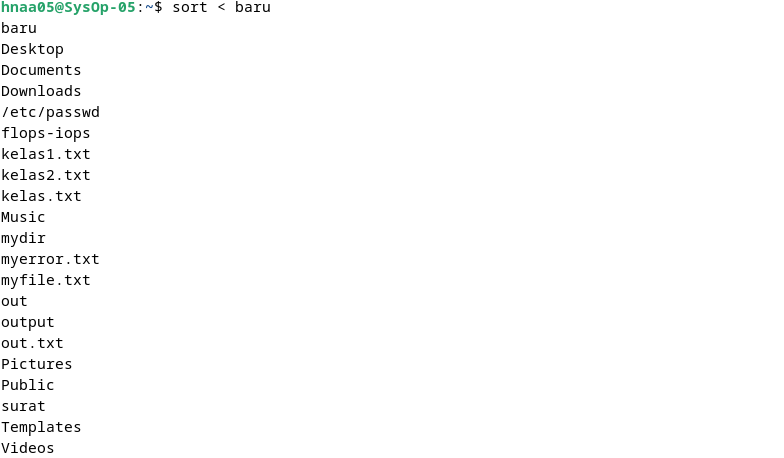 hnaa05@SysOp-05:~$ sort < baru
baru
Desktop
Documents
Downloads
/etc/passwd
flops-iops
kelas1.txt
kelas2.txt
kelas.txt
Music
mydir
myerror.txt
myfile.txt
out
output
out.txt
Pictures
Public
surat
Templates
Videos